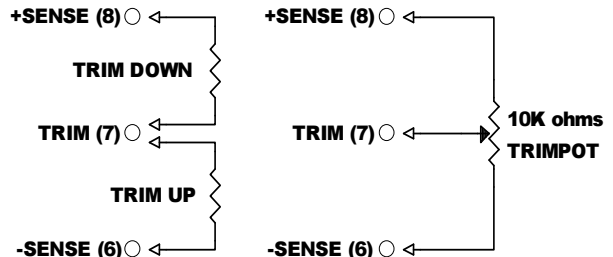 +SENSE (8)
TRIM DOWN
TRIM (7)
TRIM UP
-SENSE (6)
+SENSE (8)
10K ohms
TRIM (7)
TRIMPOT
-SENSE (6)